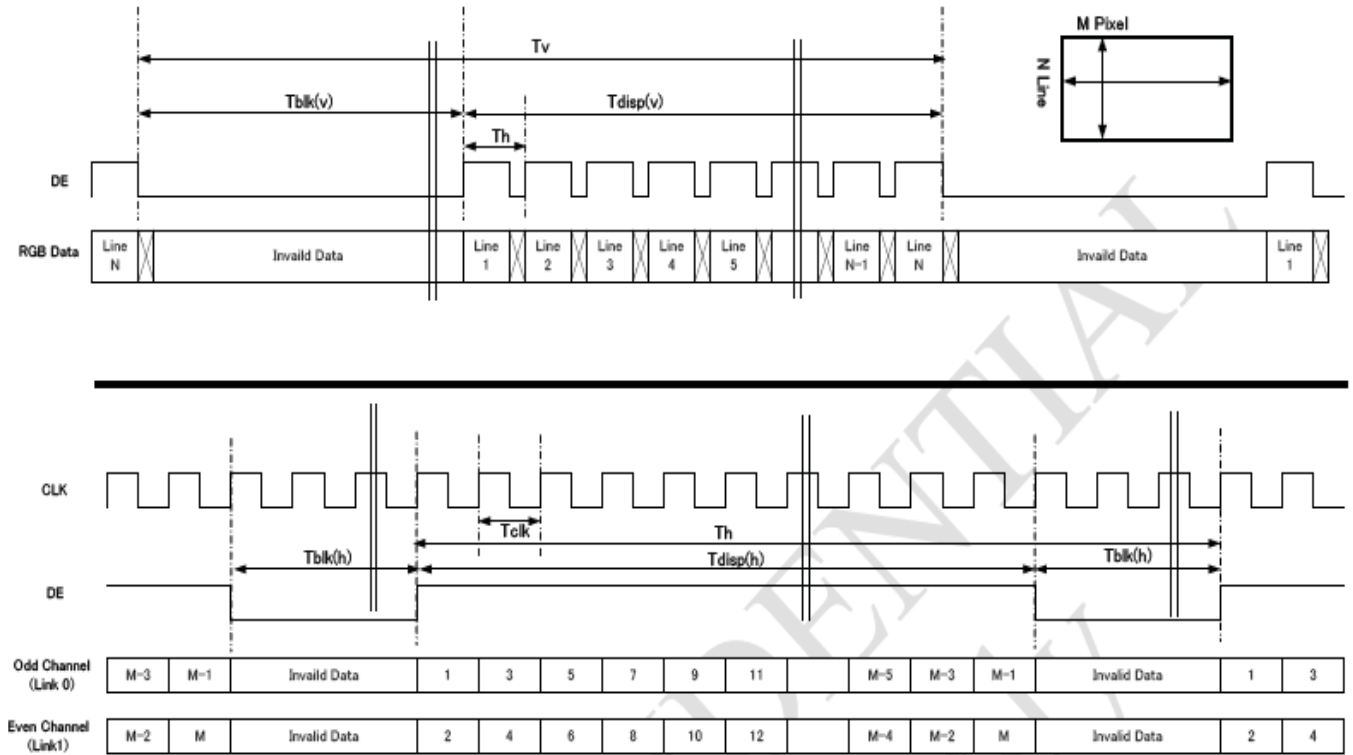 Tv
M Pixel
N Line
Tblk(v)
Tdisp(v)
Th
DE
RGB Data
Line N
Invaild Data
Line 1
Line 2
Line 3
Line 4
Line 5
Line N-1
Line N
Invaild Data
Line 1
CLK
Tclk
Th
Tblk(h)
Tdisp(h)
Tblk(h)
DE
Odd Channel (Link 0)
M-3 M-1 Invaild Data 1 3 5 7 9 11 M-5 M-3 M-1 Invalid Data 1 3
Even Channel (Link1)
M-2 M Invaild Data 2 4 6 8 10 12 M-4 M-2 M Invalid Data 2 4
DENTIAL